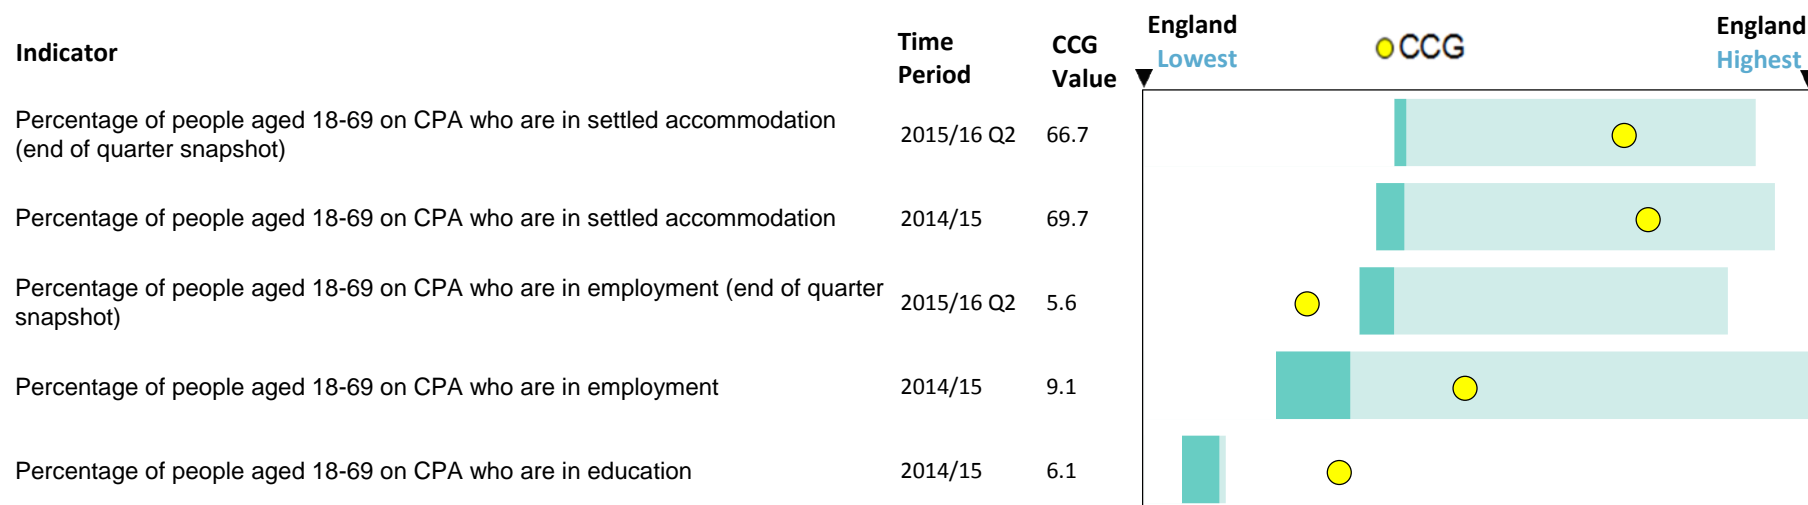 Indicator
Time
Period
CCG
Value
England
Lowest
CCG
England
Highest
Percentage of people aged 18-69 on CPA who are in settled accommodation
(end of quarter snapshot)
2015/16 Q2
66.7
Percentage of people aged 18-69 on CPA who are in settled accommodation
2014/15
69.7
Percentage of people aged 18-69 on CPA who are in employment (end of quarter
snapshot)
2015/16 Q2
5.6
Percentage of people aged 18-69 on CPA who are in employment
2014/15
9.1
Percentage of people aged 18-69 on CPA who are in education
2014/15
6.1